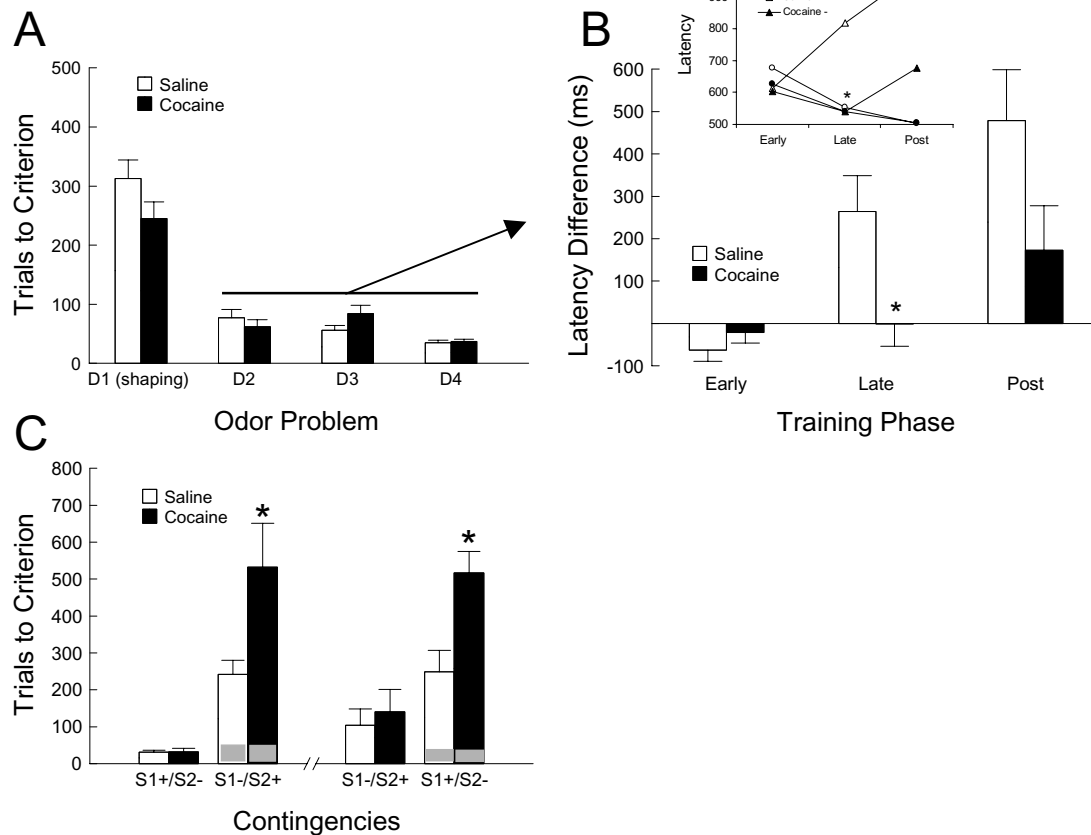 A
Trials to Criterion
500
400
300
200
100
0
Saline
Cocaine
D1 (shaping)
D2
D3
D4
Odor Problem
B
Latency Difference (ms)
600
500
400
300
200
100
-100
Latency
800
700
600
500
Cocaine -
*
Early
Late
Post
Saline
Cocaine
*
Early
Late
Post
Training Phase
C
Trials to Criterion
800
700
600
500
400
300
200
100
0
Saline
Cocaine
*
*
S1+/S2-
S1-/S2+
//
S1-/S2+
S1+/S2-
Contingencies